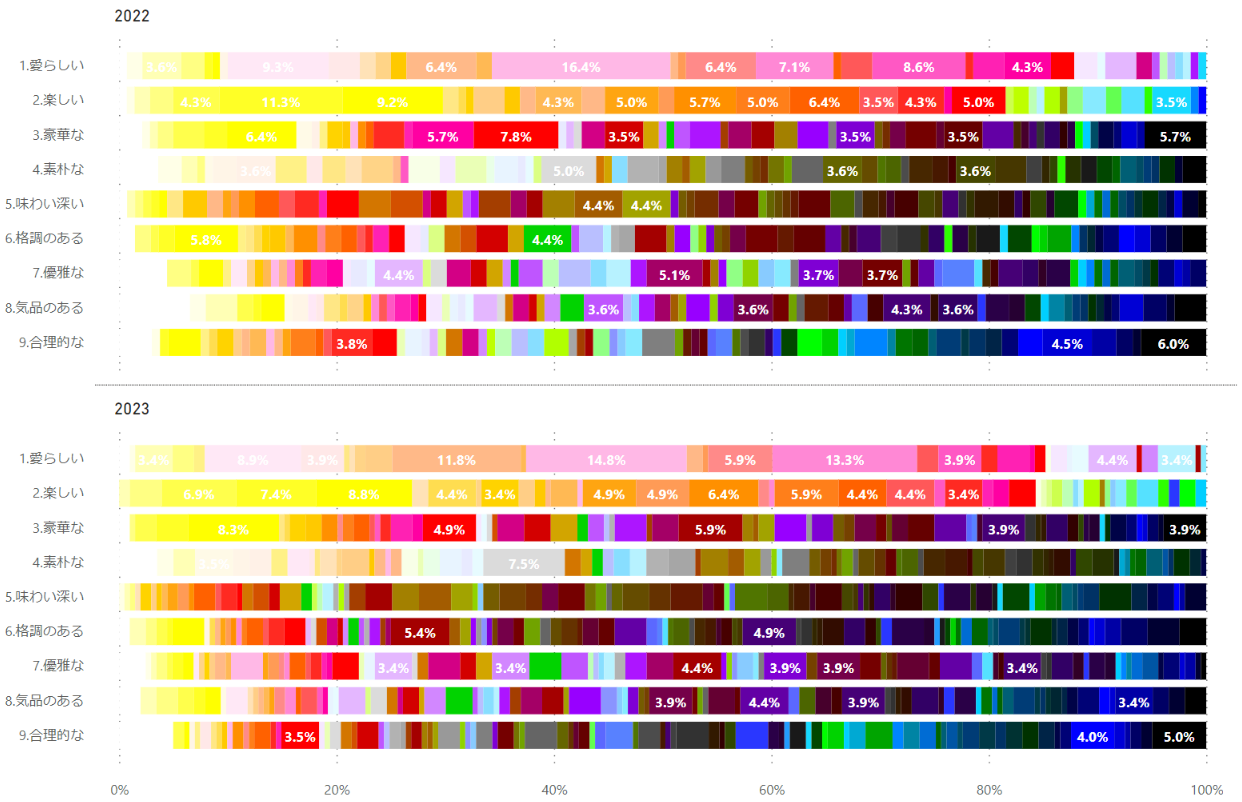 2022
1.愛らしい 3.6% 9.3% 6.4% 16.4% 6.4% 7.1% 8.6% 4.3%
2.楽しい 4.3% 11.3% 9.2% 4.3% 5.0% 5.7% 5.0% 6.4% 3.5% 4.3% 5.0% 3.5%
3.豪華な 6.4% 5.7% 7.8% 3.5% 3.5% 3.5% 5.7%
4.素朴な 3.6% 5.0% 3.6% 3.6%
5.味わい深い 4.4% 4.4%
6.格調のある 5.8% 4.4%
7.優雅な 4.4% 5.1% 3.7% 3.7%
8.気品のある 3.6% 3.6% 4.3% 3.6%
9.合理的な 3.8% 4.5% 6.0%
2023
1.愛らしい 3.4% 8.9% 3.9% 11.8% 14.8% 5.9% 13.3% 3.9% 4.4% 3.4%
2.楽しい 6.9% 7.4% 8.8% 4.4% 3.4% 4.9% 4.9% 6.4% 5.9% 4.4% 4.4% 3.4%
3.豪華な 8.3% 4.9% 5.9% 3.9% 3.9%
4.素朴な 3.5% 7.5%
5.味わい深い
6.格調のある 5.4% 4.9%
7.優雅な 3.4% 3.4% 4.4% 3.9% 3.9% 3.4%
8.気品のある 3.9% 4.4% 3.9% 3.4%
9.合理的な 3.5% 4.0% 5.0%
0% 20% 40% 60% 80% 100%